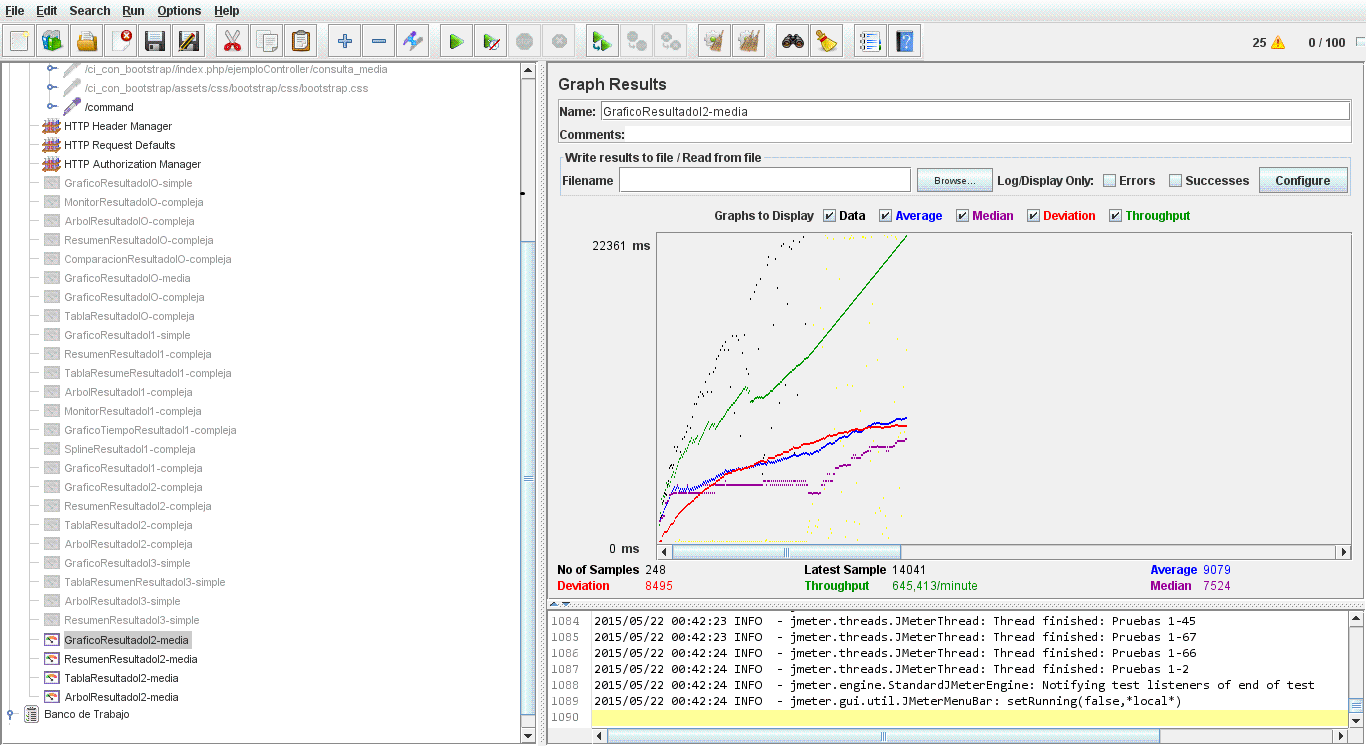 File Edit Search Run Options Help
25 0 / 100
/ci_con_bootstrap//index.php/ejemploController/consulta_media
/ci_con_bootstrap/assets/css/bootstrap/css/bootstrap.css
/command
HTTP Header Manager
HTTP Request Defaults
HTTP Authorization Manager
GraficoResultadoIO-simple
MonitorResultadoIO-compleja
ArbolResultadoIO-compleja
ResumenResultadoIO-compleja
ComparacionResultadoIO-compleja
GraficoResultadoIO-media
GraficoResultadoIO-compleja
TablaResultadoIO-compleja
GraficoResultadoI1-simple
ResumenResultadoI1-compleja
TablaResumeResultadoI1-compleja
ArbolResultadoI1-compleja
MonitorResultadoI1-compleja
GraficoTiempoResultadoI1-compleja
SplineResultadoI1-compleja
GraficoResultadoI1-compleja
GraficoResultadoI2-compleja
ResumenResultadoI2-compleja
TablaResultadoI2-compleja
ArbolResultadoI2-compleja
GraficoResultadoI3-simple
TablaResumenResultadoI3-simple
ArbolResultadoI3-simple
ResumenResultadoI3-simple
GraficoResultadoI2-media
ResumenResultadoI2-media
TablaResultadoI2-media
ArbolResultadoI2-media
Banco de Trabajo
Graph Results
Name: GraficoResultadoI2-media
Comments:
Write results to file / Read from file
Filename Browse... Log/Display Only: Errors Successes Configure
Graphs to Display Data Average Median Deviation Throughput
22361 ms
0 ms
No of Samples 248 Latest Sample 14041 Average 9079
Deviation 8495 Throughput 645,413/minute Median 7524
1084 2015/05/22 00:42:23 INFO - jmeter.threads.JMeterThread: Thread finished: Pruebas 1-45
1085 2015/05/22 00:42:23 INFO - jmeter.threads.JMeterThread: Thread finished: Pruebas 1-67
1086 2015/05/22 00:42:24 INFO - jmeter.threads.JMeterThread: Thread finished: Pruebas 1-66
1087 2015/05/22 00:42:24 INFO - jmeter.threads.JMeterThread: Thread finished: Pruebas 1-2
1088 2015/05/22 00:42:24 INFO - jmeter.engine.StandardJMeterEngine: Notifying test listeners of end of test
1089 2015/05/22 00:42:24 INFO - jmeter.gui.util.JMeterMenuBar: setRunning(false,*local*)
1090